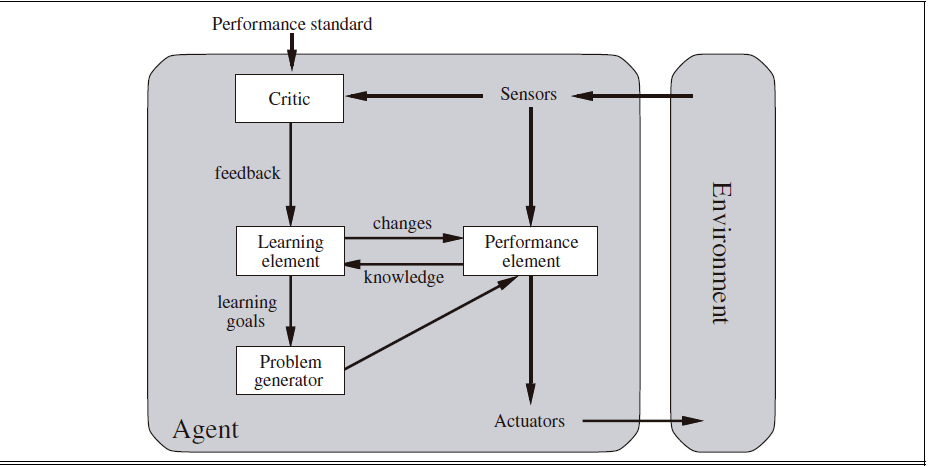 Performance standard
Critic
Sensors
feedback
changes
Learning
element
Performance
element
knowledge
learning
goals
Problem
generator
Actuators
Agent
Environment